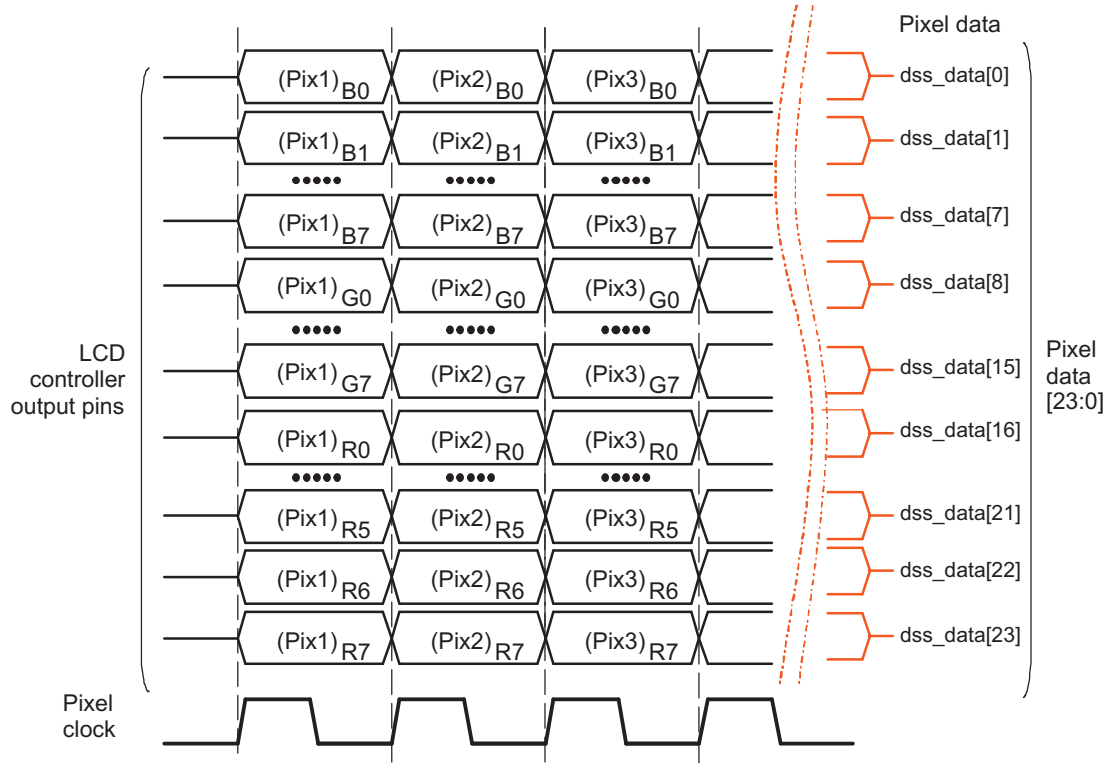 Pixel data
(Pix1)B0 (Pix2)B0 (Pix3)B0 dss_data[0]
(Pix1)B1 (Pix2)B1 (Pix3)B1 dss_data[1]
(Pix1)B7 (Pix2)B7 (Pix3)B7 dss_data[7]
(Pix1)G0 (Pix2)G0 (Pix3)G0 dss_data[8]
(Pix1)G7 (Pix2)G7 (Pix3)G7 dss_data[15]
(Pix1)R0 (Pix2)R0 (Pix3)R0 dss_data[16]
(Pix1)R5 (Pix2)R5 (Pix3)R5 dss_data[21]
(Pix1)R6 (Pix2)R6 (Pix3)R6 dss_data[22]
(Pix1)R7 (Pix2)R7 (Pix3)R7 dss_data[23]
LCD
controller
output pins
Pixel
data
[23:0]
Pixel
clock